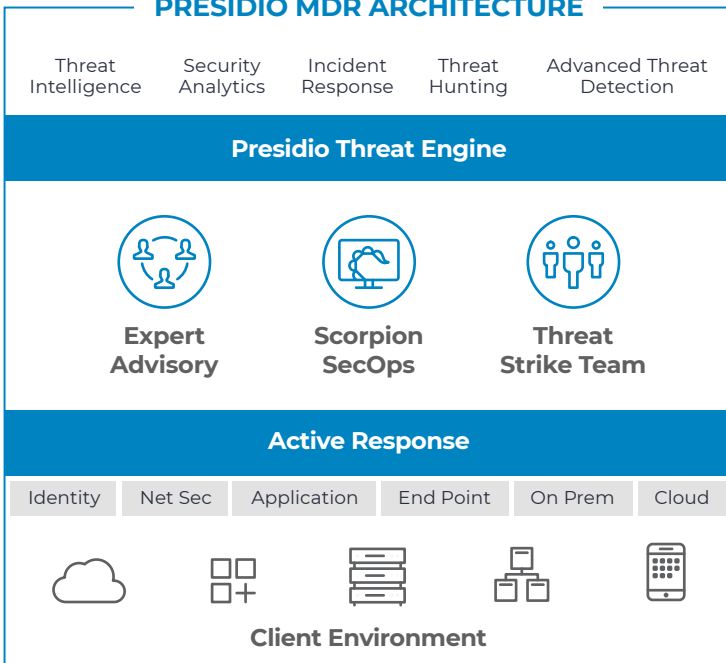 PRESIDIO MDR ARCHITECTURE
Threat Intelligence
Security Analytics
Incident Response
Threat Hunting
Advanced Threat Detection
Presidio Threat Engine
Expert Advisory
Scorpion SecOps
Threat Strike Team
Active Response
Identity
Net Sec
Application
End Point
On Prem
Cloud
Client Environment